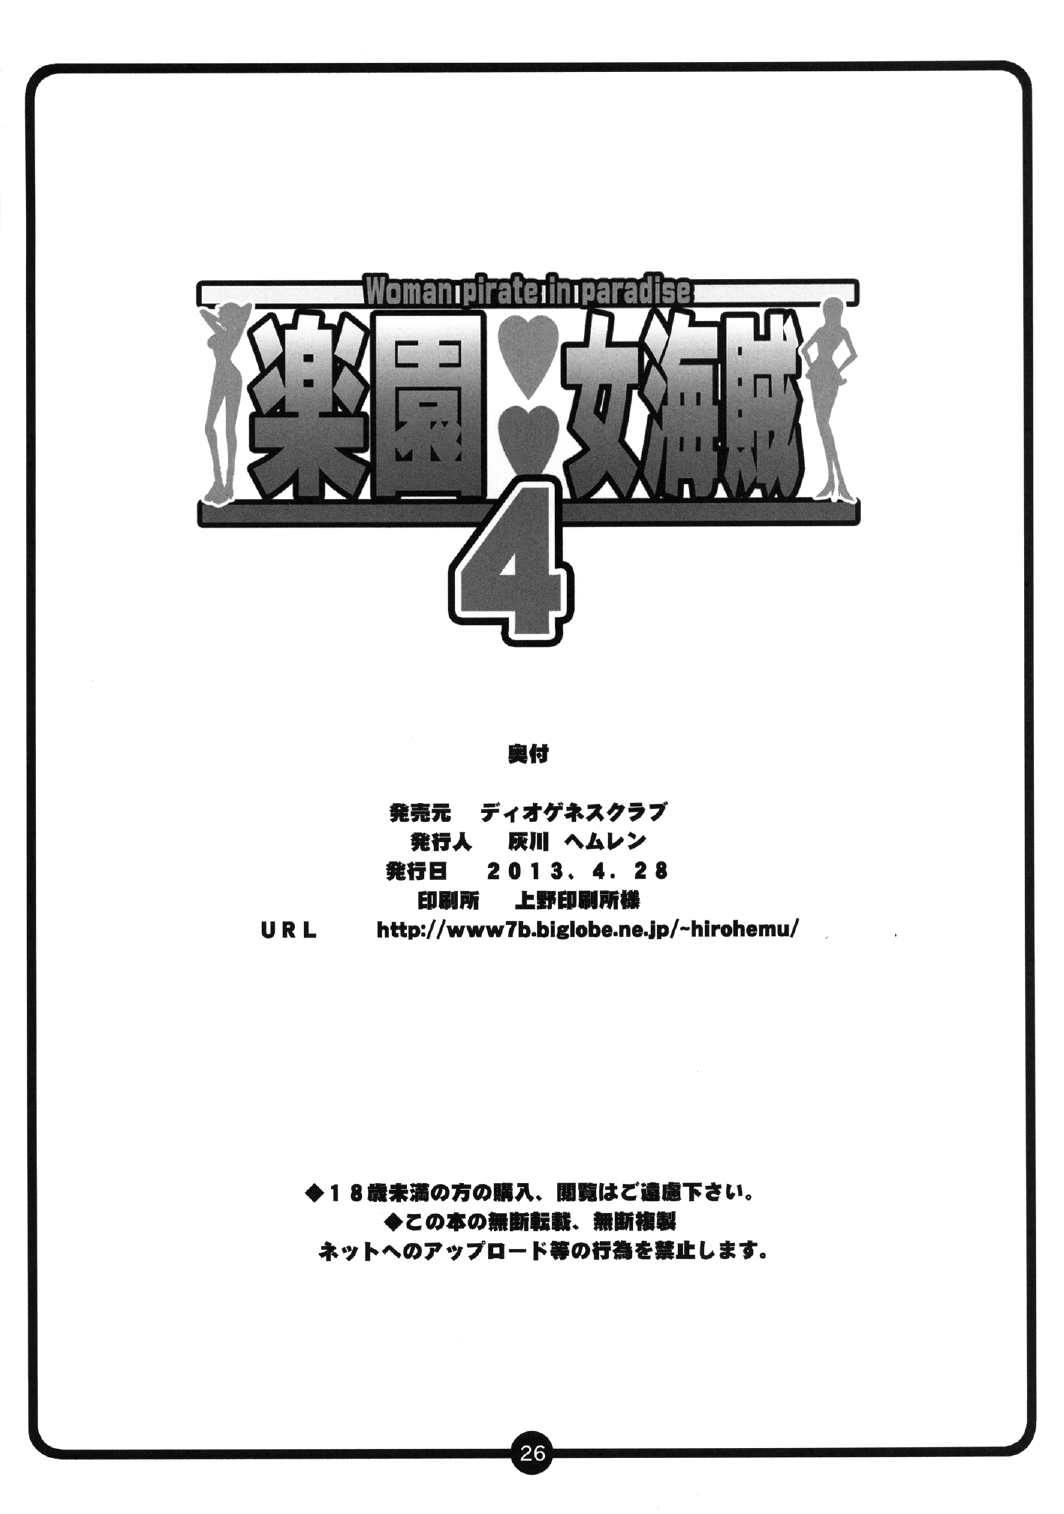 Woman pirate in paradise
楽園♥♥女海賊
4
奥付
発売元　ディオゲネスクラブ
発行人　灰川 ヘムレン
発行日　２０１３、４．２８
印刷所　上野印刷所様
ＵＲＬ　http://www7b.biglobe.ne.jp/~hirohemu/
◆１８歳未満の方の購入、閲覧はご遠慮下さい。
◆この本の無断転載、無断複製
ネットへのアップロード等の行為を禁止します。
26